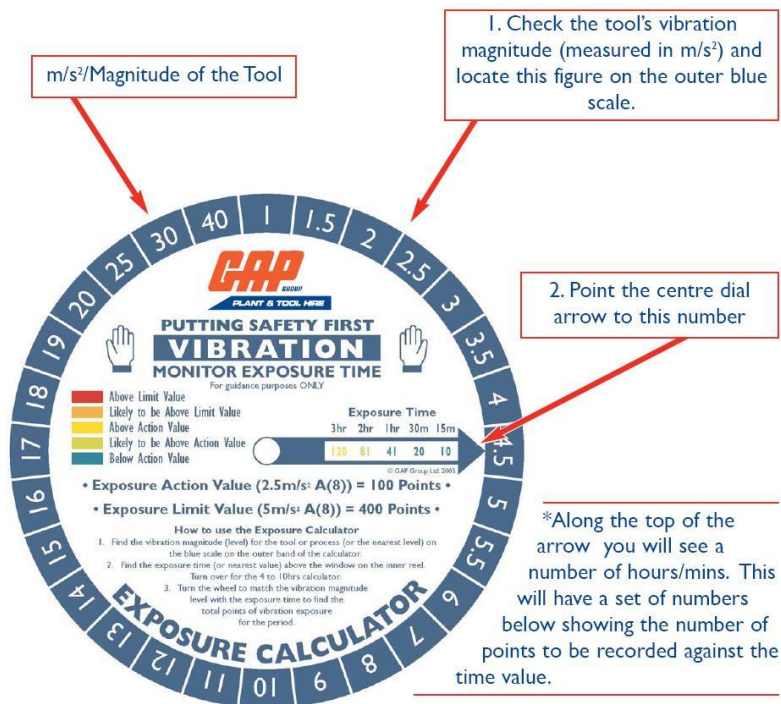 1. Check the tool's vibration
magnitude (measured in m/s²) and
locate this figure on the outer blue
scale.
m/s²/Magnitude of the Tool
1
1.5
2
2.5
3
3.5
4
4.5
5
5.5
6
7
8
9
10
11
12
13
14
15
16
17
18
19
20
25
30
40
GAP
GROUP
PLANT & TOOL HIRE
PUTTING SAFETY FIRST
VIBRATION
MONITOR EXPOSURE TIME
For guidance purposes ONLY
Above Limit Value
Likely to be Above Limit Value
Above Action Value
Likely to be Above Action Value
Below Action Value
Exposure Time
3hr 2hr 1hr 30m 15m
120 81 41 20 10
© GAP Group Ltd. 2005
• Exposure Action Value (2.5m/s² A(8)) = 100 Points •
• Exposure Limit Value (5m/s² A(8)) = 400 Points •
How to use the Exposure Calculator
1. Find the vibration magnitude (level) for the tool or process (or the nearest level) on
the blue scale on the outer band of the calculator.
2. Find the exposure time (or nearest value) above the window on the inner reel.
Turn over for the 4 to 10hrs calculator.
3. Turn the wheel to match the vibration magnitude
level with the exposure time to find the
total points of vibration exposure
for the period.
EXPOSURE CALCULATOR
2. Point the centre dial
arrow to this number
*Along the top of the
arrow you will see a
number of hours/mins. This
will have a set of numbers
below showing the number of
points to be recorded against the
time value.